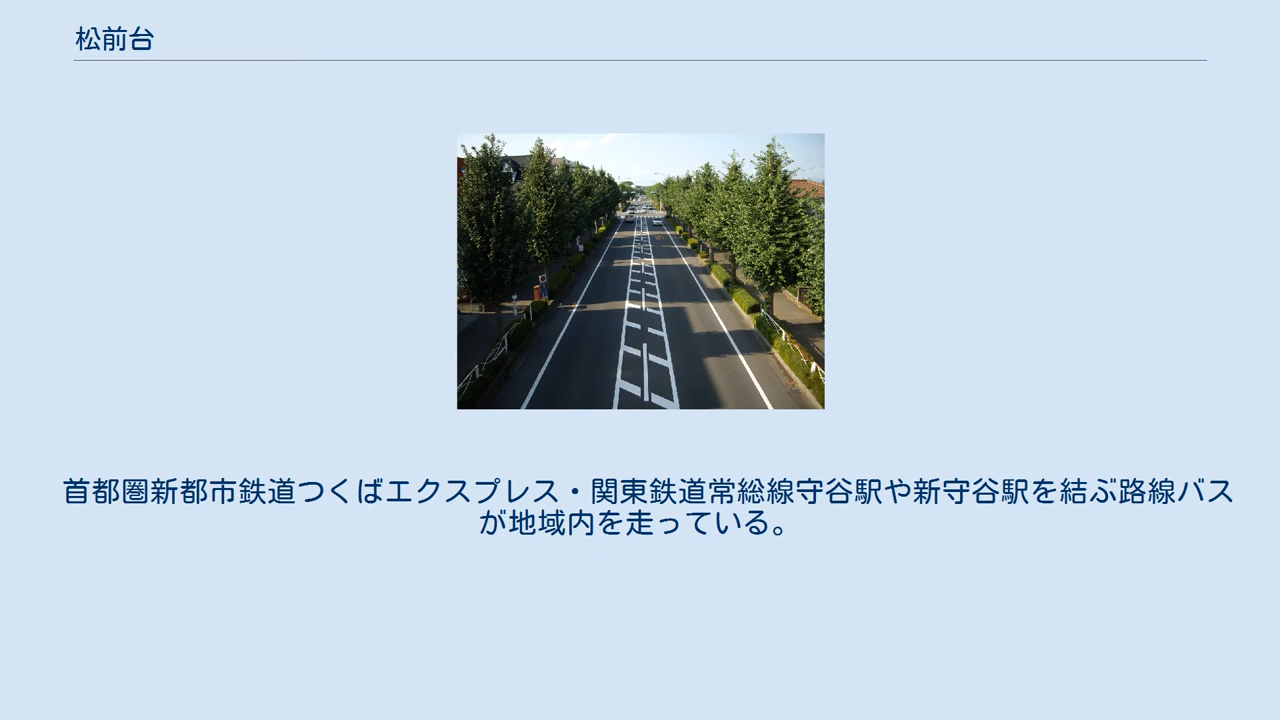 松前台
首都圏新都市鉄道つくばエクスプレス・関東鉄道常総線守谷駅や新守谷駅を結ぶ路線バス
が地域内を走っている。